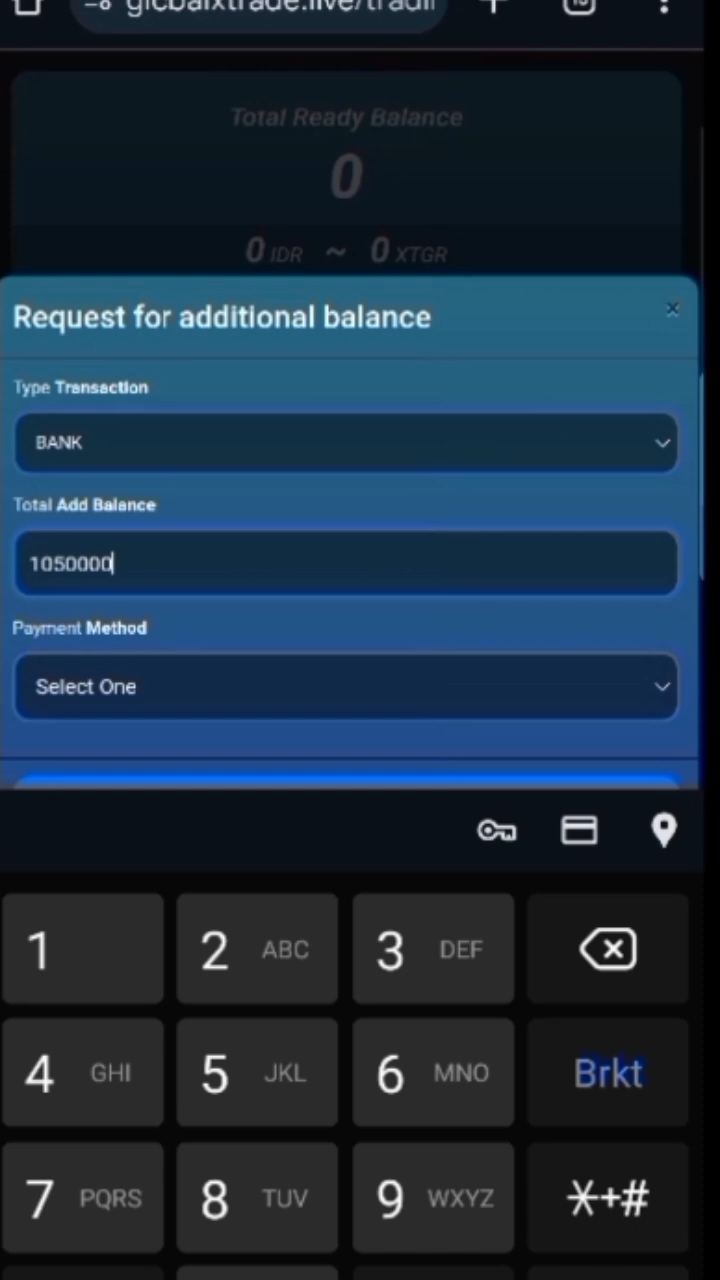 Total Ready Balance
0
0 IDR ~ 0 XTGR
Request for additional balance
×
Type Transaction
BANK
Total Add Balance
1050000
Payment Method
Select One
1
2 ABC
3 DEF
4 GHI
5 JKL
6 MNO
Brkt
7 PQRS
8 TUV
9 WXYZ
*+#